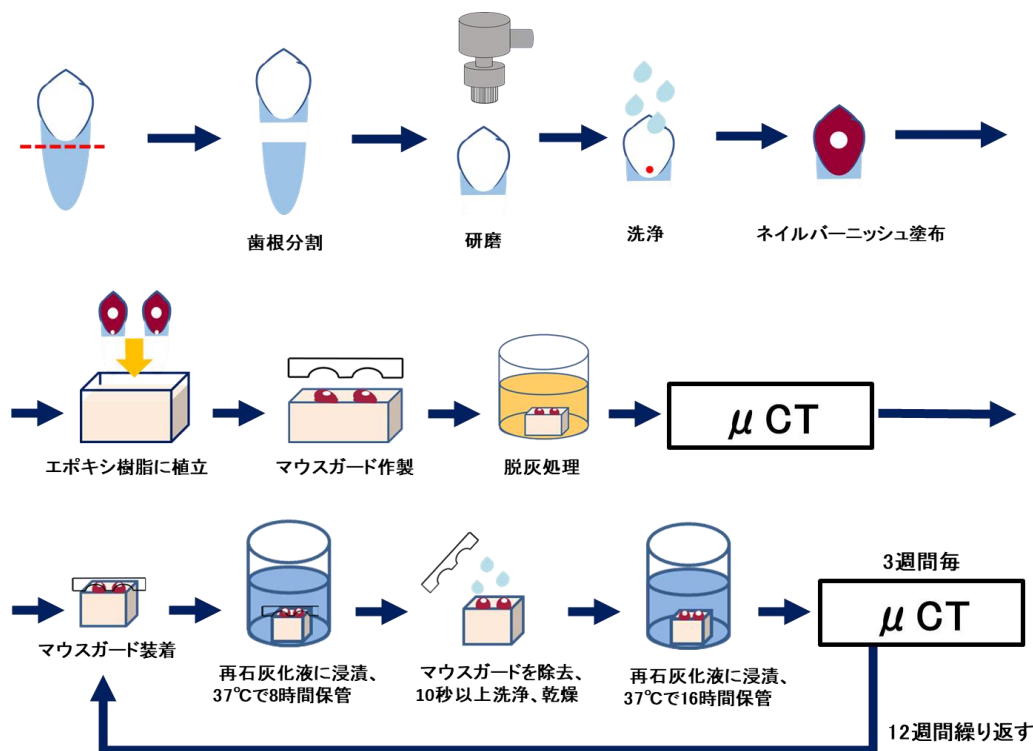 歯根分割
研磨
洗浄
ネイルバーニッシュ塗布
エポキシ樹脂に植立
マウスガード作製
脱灰処理
μCT
マウスガード装着
再石灰化液に浸漬、
37℃で8時間保管
マウスガードを除去、
10秒以上洗浄、乾燥
再石灰化液に浸漬、
37℃で16時間保管
3週間毎
μCT
12週間繰り返す